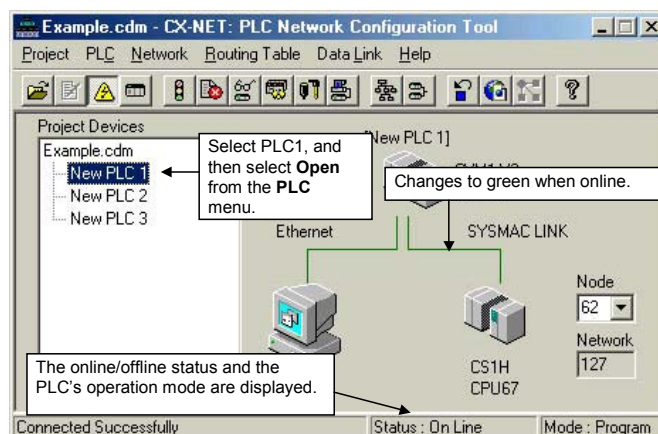 Example.cdm - CX-NET: PLC Network Configuration Tool
Project PLC Network Routing Table Data Link Help
Project Devices
Example.cdm
New PLC 1
New PLC 2
New PLC 3
Select PLC1, and
then select Open
from the PLC
menu.
[New PLC 1]
Changes to green when online.
Ethernet
SYSMAC LINK
Node
62
Network
127
CS1H
CPU67
The online/offline status and the
PLC's operation mode are displayed.
Connected Successfully
Status : On Line
Mode : Program